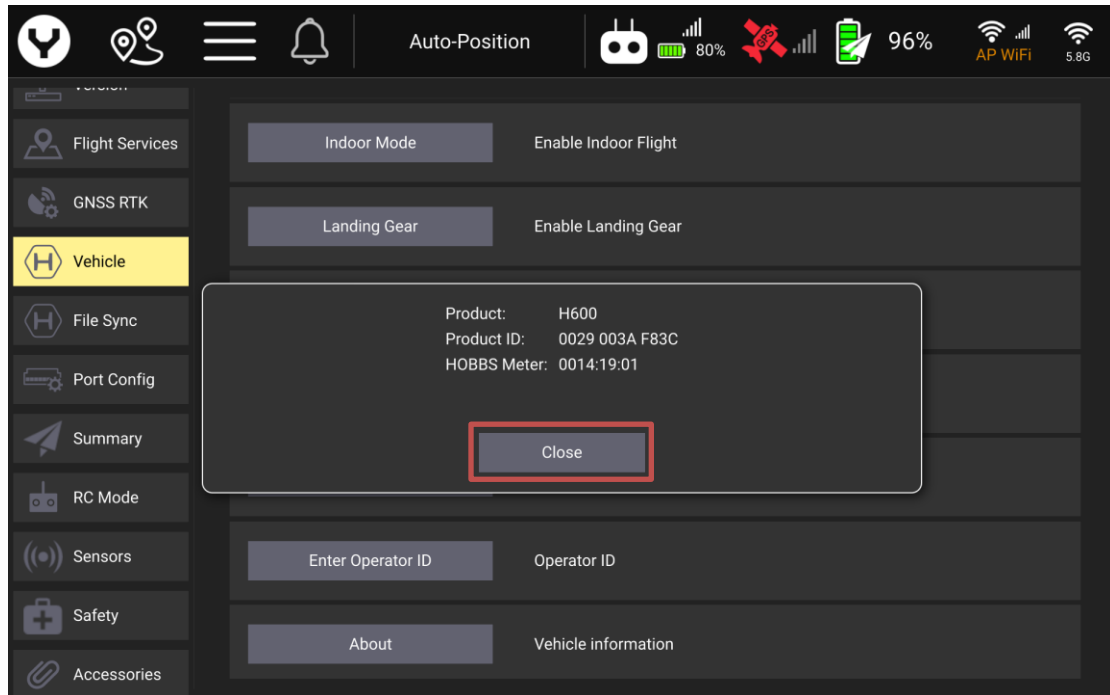 Auto-Position
80%
GPS
96%
AP WiFi
5.8G
Version
Flight Services
GNSS RTK
Vehicle
File Sync
Port Config
Summary
RC Mode
Sensors
Safety
Accessories
Indoor Mode Enable Indoor Flight
Landing Gear Enable Landing Gear
Product: H600
Product ID: 0029 003A F83C
HOBBS Meter: 0014:19:01
Close
Enter Operator ID Operator ID
About Vehicle information